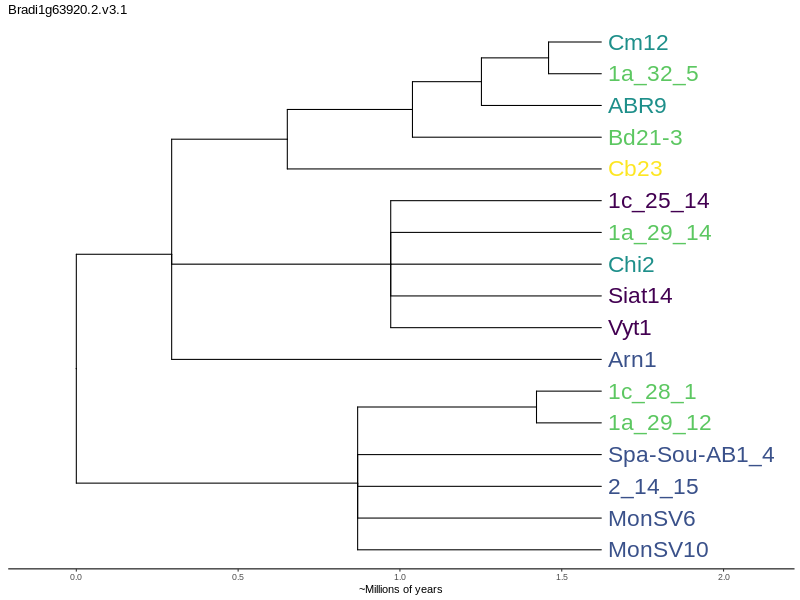 Bradi1g63920.2.v3.1
Cm12
1a_32_5
ABR9
Bd21-3
Cb23
1c_25_14
1a_29_14
Chi2
Siat14
Vyt1
Arn1
1c_28_1
1a_29_12
Spa-Sou-AB1_4
2_14_15
MonSV6
MonSV10
0.0 0.5 1.0 1.5 2.0
~Millions of years